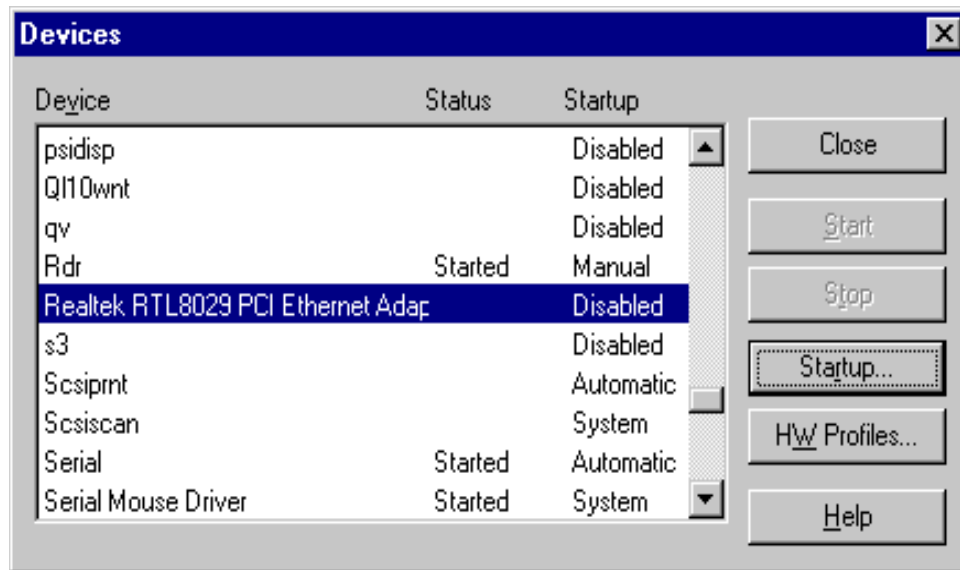 Devices
Device Status Startup
psidisp Disabled
Ql10wnt Disabled
qv Disabled
Rdr Started Manual
Realtek RTL8029 PCI Ethernet Adap Disabled
s3 Disabled
Scsiprnt Automatic
Scsiscan System
Serial Started Automatic
Serial Mouse Driver Started System
Close
Start
Stop
Startup...
HW Profiles...
Help